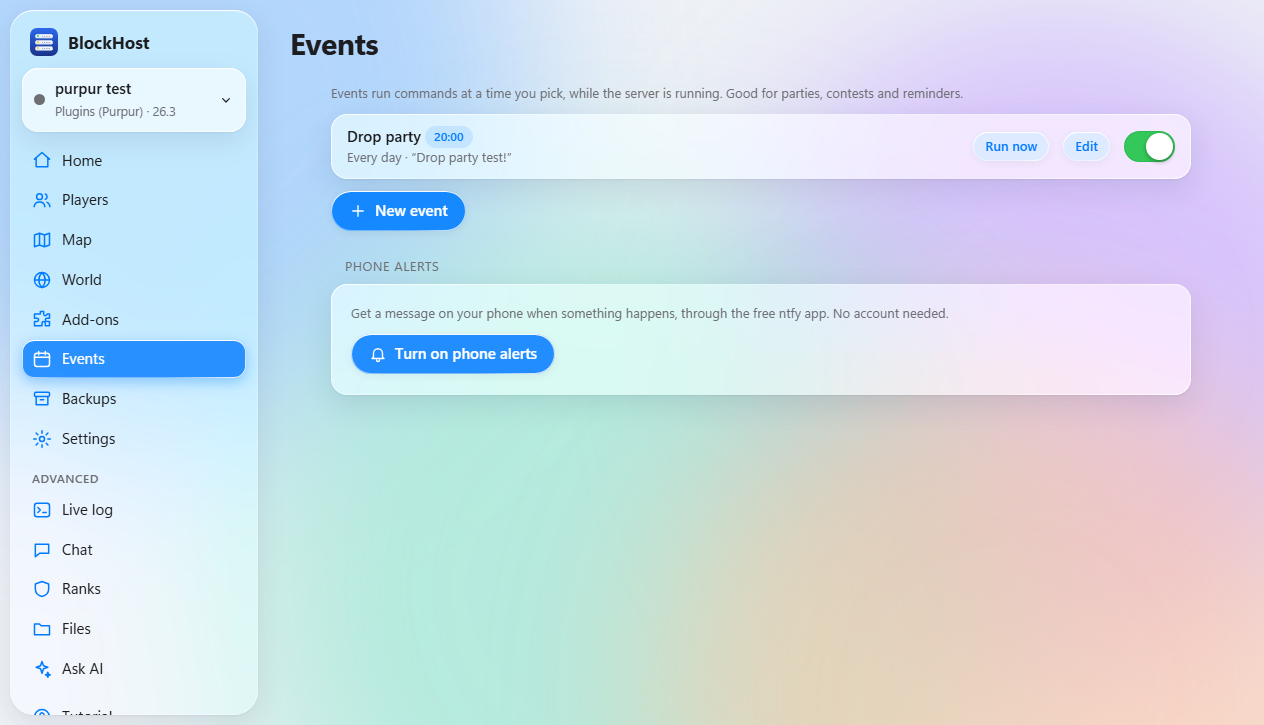 BlockHost
purpur test
Plugins (Purpur) · 26.3
Home
Players
Map
World
Add-ons
Events
Backups
Settings
ADVANCED
Live log
Chat
Ranks
Files
Ask AI
Tutorial
Events
Events run commands at a time you pick, while the server is running. Good for parties, contests and reminders.
Drop party 20:00
Every day · “Drop party test!”
Run now
Edit
New event
PHONE ALERTS
Get a message on your phone when something happens, through the free ntfy app. No account needed.
Turn on phone alerts